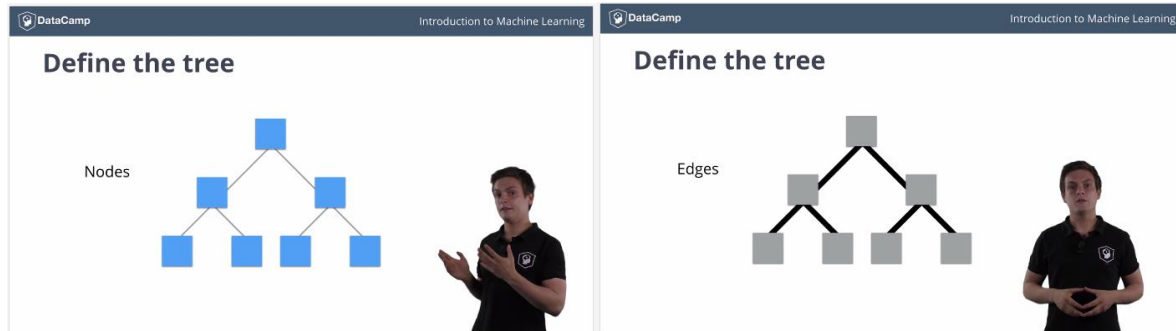 DataCamp
Introduction to Machine Learning
Define the tree
Nodes
DataCamp
Introduction to Machine Learning
Define the tree
Edges